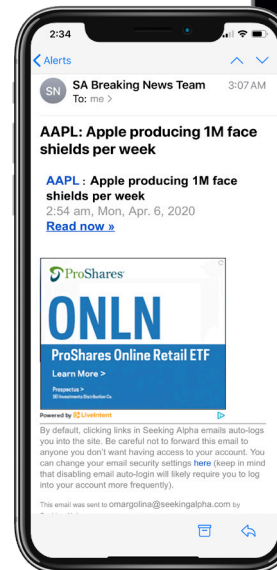 2:34
Alerts
SN
SA Breaking News Team
3:07 AM
To: me >
AAPL: Apple producing 1M face
shields per week
AAPL : Apple producing 1M face
shields per week
2:54 am, Mon, Apr. 6, 2020
Read now »
ProShares
ONLN
ProShares Online Retail ETF
Learn More >
Prospectus >
SEI Investments Distribution Co.
Powered by LiveIntent
By default, clicking links in Seeking Alpha emails auto-logs
you into the site. Be careful not to forward this email to
anyone you don't want having access to your account. You
can change your email security settings here (keep in mind
that disabling email auto-login will likely require you to log
into your account more frequently).
This email was sent to omargolina@seekingalpha.com by